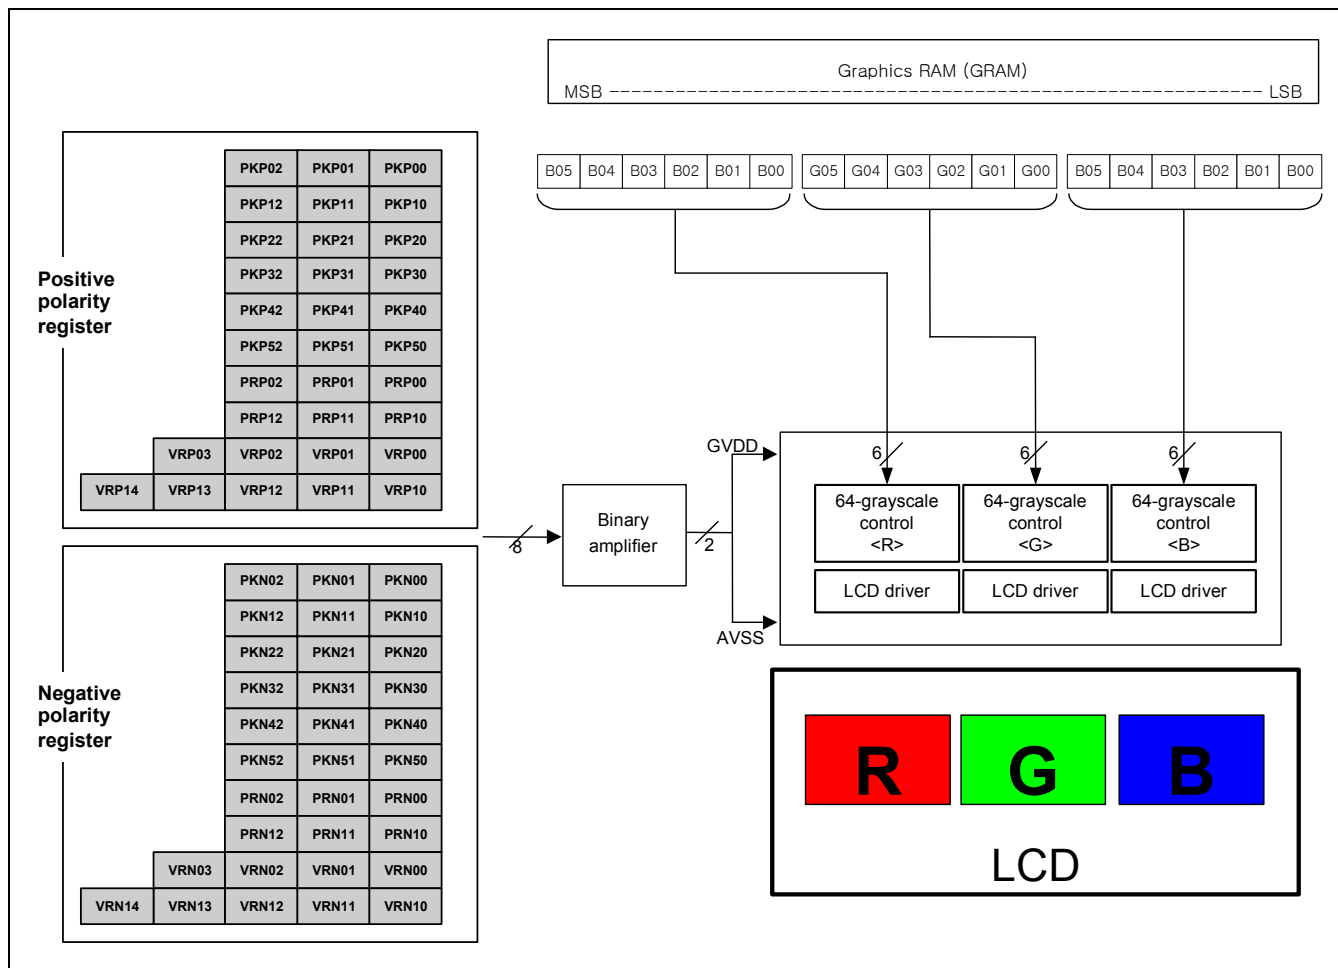 Graphics RAM (GRAM)
MSB ------------------------------------------------------------- LSB
B05 B04 B03 B02 B01 B00 G05 G04 G03 G02 G01 G00 B05 B04 B03 B02 B01 B00
Positive
polarity
register
PKP02 PKP01 PKP00
PKP12 PKP11 PKP10
PKP22 PKP21 PKP20
PKP32 PKP31 PKP30
PKP42 PKP41 PKP40
PKP52 PKP51 PKP50
PRP02 PRP01 PRP00
PRP12 PRP11 PRP10
VRP03 VRP02 VRP01 VRP00
VRP14 VRP13 VRP12 VRP11 VRP10
Negative
polarity
register
PKN02 PKN01 PKN00
PKN12 PKN11 PKN10
PKN22 PKN21 PKN20
PKN32 PKN31 PKN30
PKN42 PKN41 PKN40
PKN52 PKN51 PKN50
PRN02 PRN01 PRN00
PRN12 PRN11 PRN10
VRN03 VRN02 VRN01 VRN00
VRN14 VRN13 VRN12 VRN11 VRN10
8
Binary
amplifier
2
GVDD
AVSS
6 6 6
64-grayscale
control
<R>
64-grayscale
control
<G>
64-grayscale
control
<B>
LCD driver LCD driver LCD driver
R G B
LCD